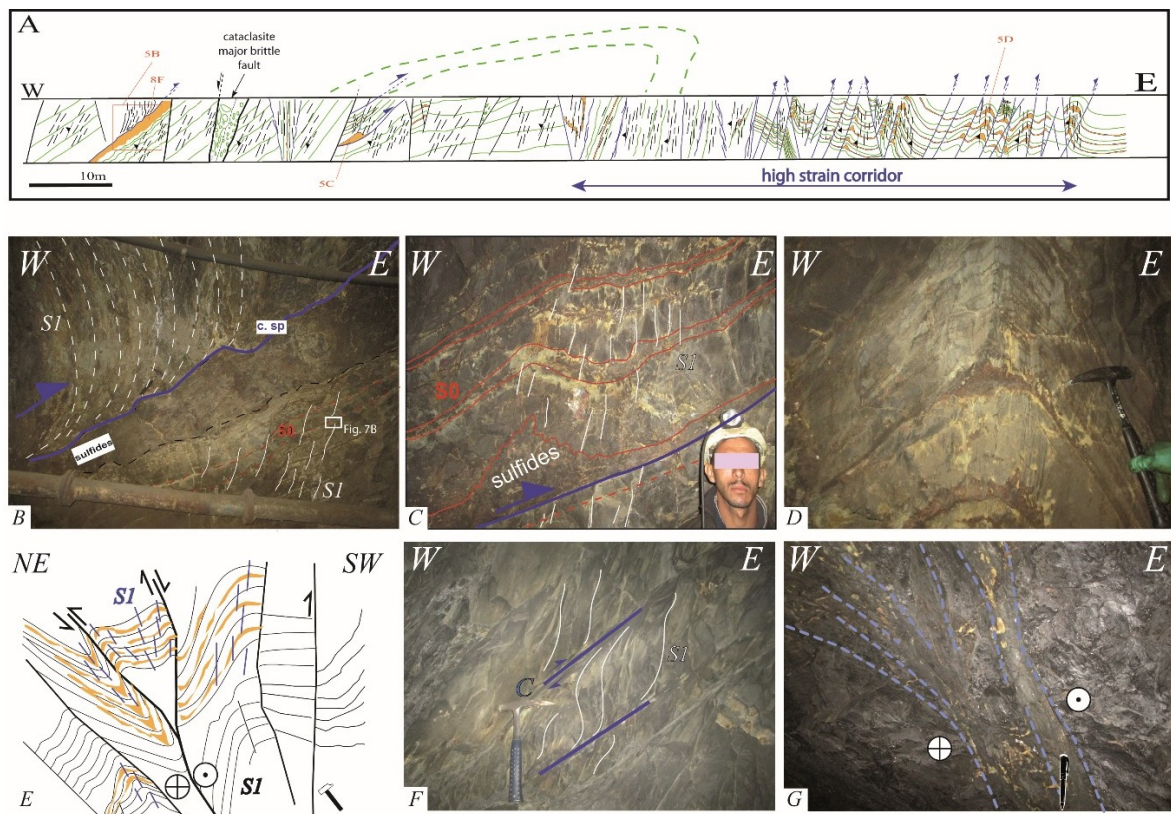 A
cataclasite
major brittle
fault
5B
8F
5D
W
E
10m
5C
high strain corridor
W
E
S1
c. sp
sulfides
S0
Fig. 7B
S1
B
W
E
S0
S1
sulfides
C
W
E
D
NE
SW
S1
S1
E
W
E
S1
C
F
W
E
G